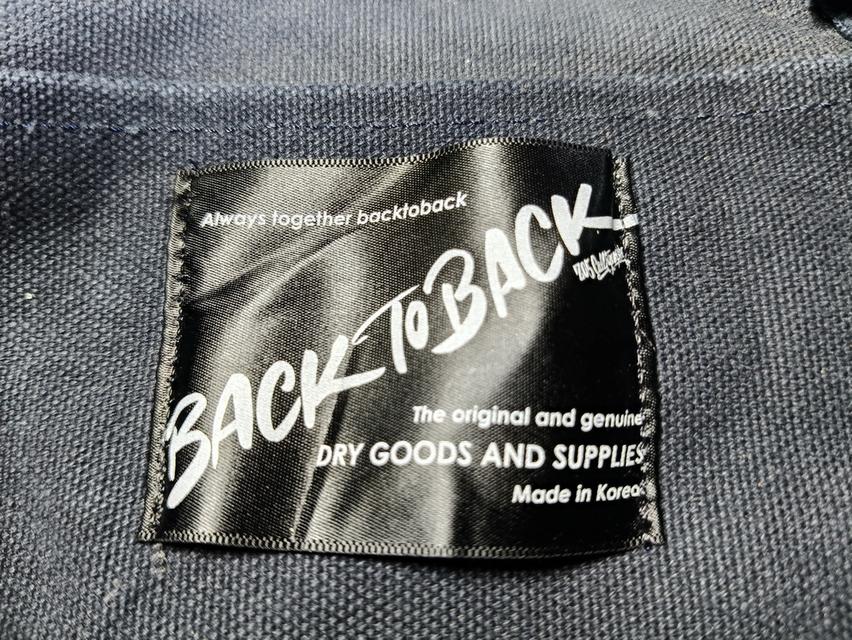 Always together backtoback
BACK TO BACK
The original and genuine
DRY GOODS AND SUPPLIES
Made in Korea